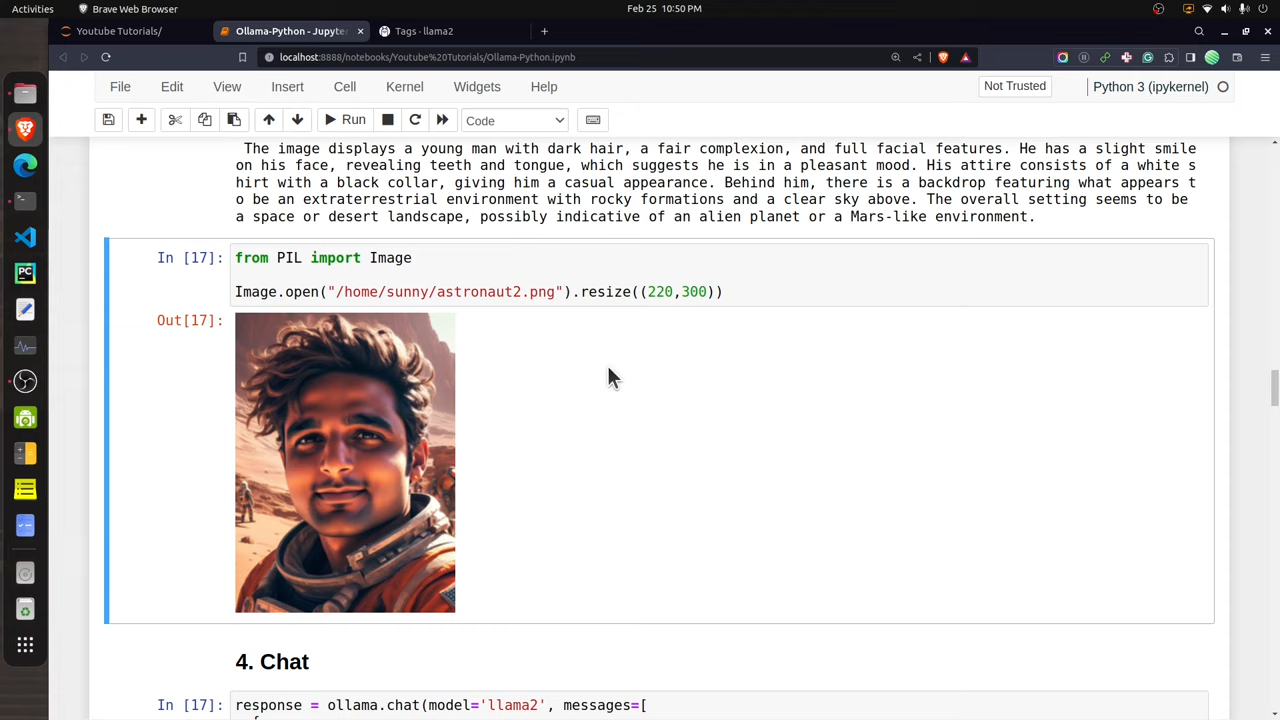 Activities
Brave Web Browser
Feb 25 10:50 PM
Youtube Tutorials/
Ollama-Python - Jupyte
Tags · llama2
localhost:8888/notebooks/Youtube%20Tutorials/Ollama-Python.ipynb
File Edit View Insert Cell Kernel Widgets Help
Not Trusted
Python 3 (ipykernel)
Run
Code
The image displays a young man with dark hair, a fair complexion, and full facial features. He has a slight smile
on his face, revealing teeth and tongue, which suggests he is in a pleasant mood. His attire consists of a white s
hirt with a black collar, giving him a casual appearance. Behind him, there is a backdrop featuring what appears t
o be an extraterrestrial environment with rocky formations and a clear sky above. The overall setting seems to be
a space or desert landscape, possibly indicative of an alien planet or a Mars-like environment.
In [17]:
from PIL import Image
Image.open("/home/sunny/astronaut2.png").resize((220,300))
Out[17]:
4. Chat
In [17]:
response = ollama.chat(model='llama2', messages=[
{